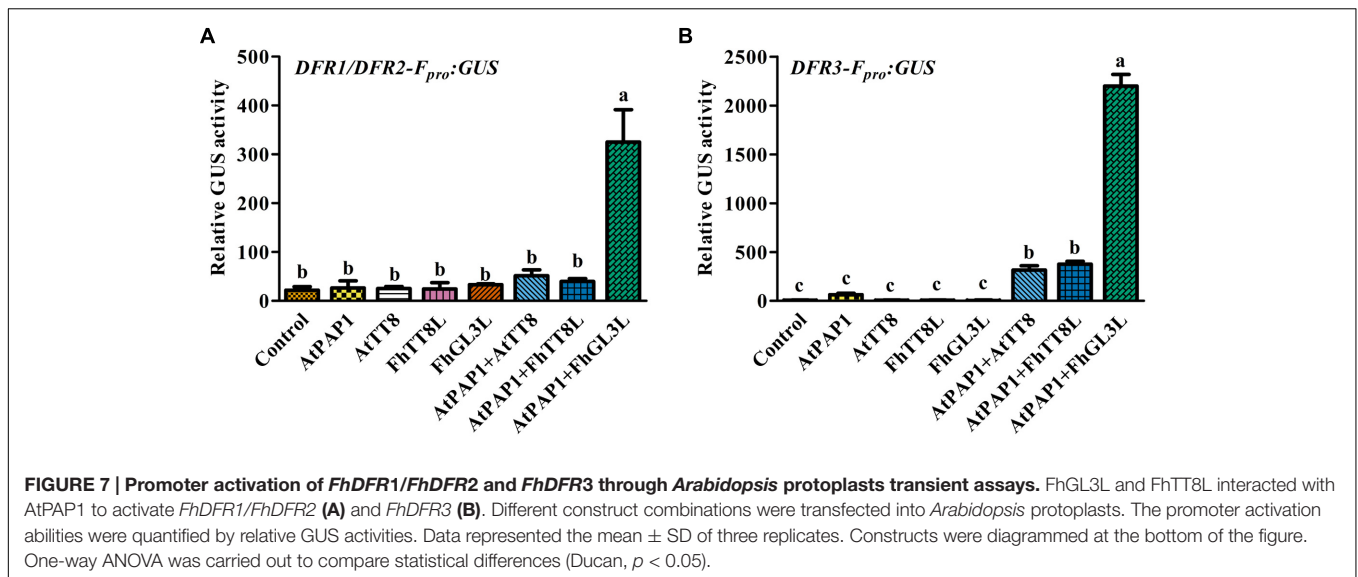 A
DFR1/DFR2-Fpro:GUS
Relative GUS activity
500
400
300
200
100
0
b
b
b
b
b
b
b
a
Control
AtPAP1
AtTT8
FhTT8L
FhGL3L
AtPAP1+AtTT8
AtPAP1+FhTT8L
AtPAP1+FhGL3L
B
DFR3-Fpro:GUS
Relative GUS activity
2500
2000
1500
1000
500
0
c
c
c
c
c
b
b
a
Control
AtPAP1
AtTT8
FhTT8L
FhGL3L
AtPAP1+AtTT8
AtPAP1+FhTT8L
AtPAP1+FhGL3L
FIGURE 7 | Promoter activation of FhDFR1/FhDFR2 and FhDFR3 through Arabidopsis protoplasts transient assays. FhGL3L and FhTT8L interacted with
AtPAP1 to activate FhDFR1/FhDFR2 (A) and FhDFR3 (B). Different construct combinations were transfected into Arabidopsis protoplasts. The promoter activation
abilities were quantified by relative GUS activities. Data represented the mean ± SD of three replicates. Constructs were diagrammed at the bottom of the figure.
One-way ANOVA was carried out to compare statistical differences (Ducan, p < 0.05).